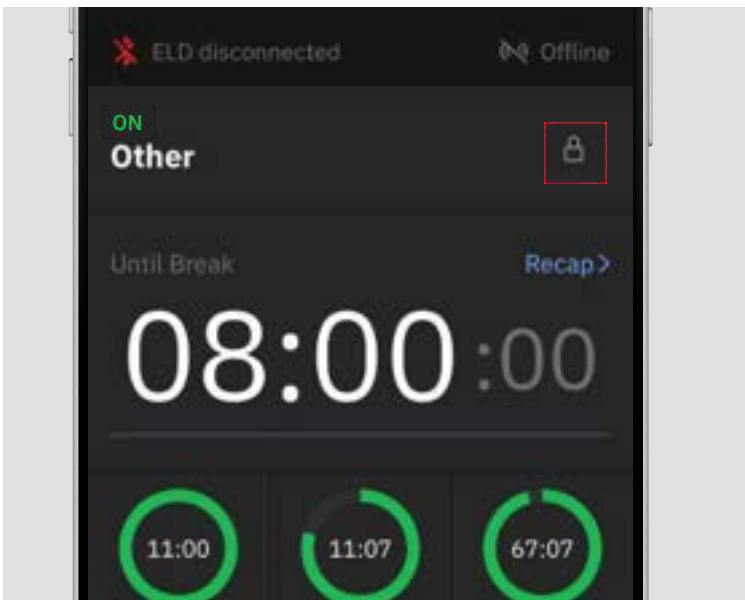 ELD disconnected
Offline
ON
Other
Until Break
Recap
08:00:00
11:00
11:07
67:07